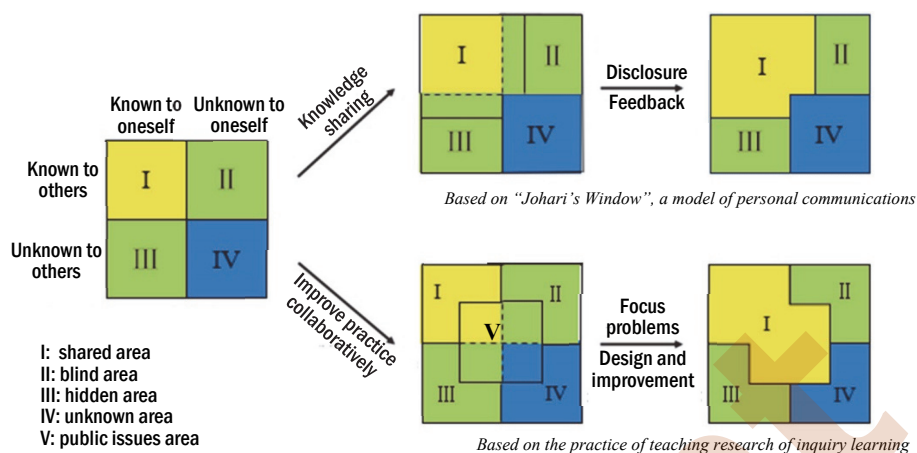 Known to oneself
Unknown to oneself
Known to others
Unknown to others
I
II
III
IV
Knowledge sharing
I
II
III
IV
Disclosure
Feedback
I
II
III
IV
Based on “Johari’s Window”, a model of personal communications
Improve practice collaboratively
I
II
V
III
IV
Focus problems
Design and improvement
I
II
III
IV
Based on the practice of teaching research of inquiry learning
I: shared area
II: blind area
III: hidden area
IV: unknown area
V: public issues area